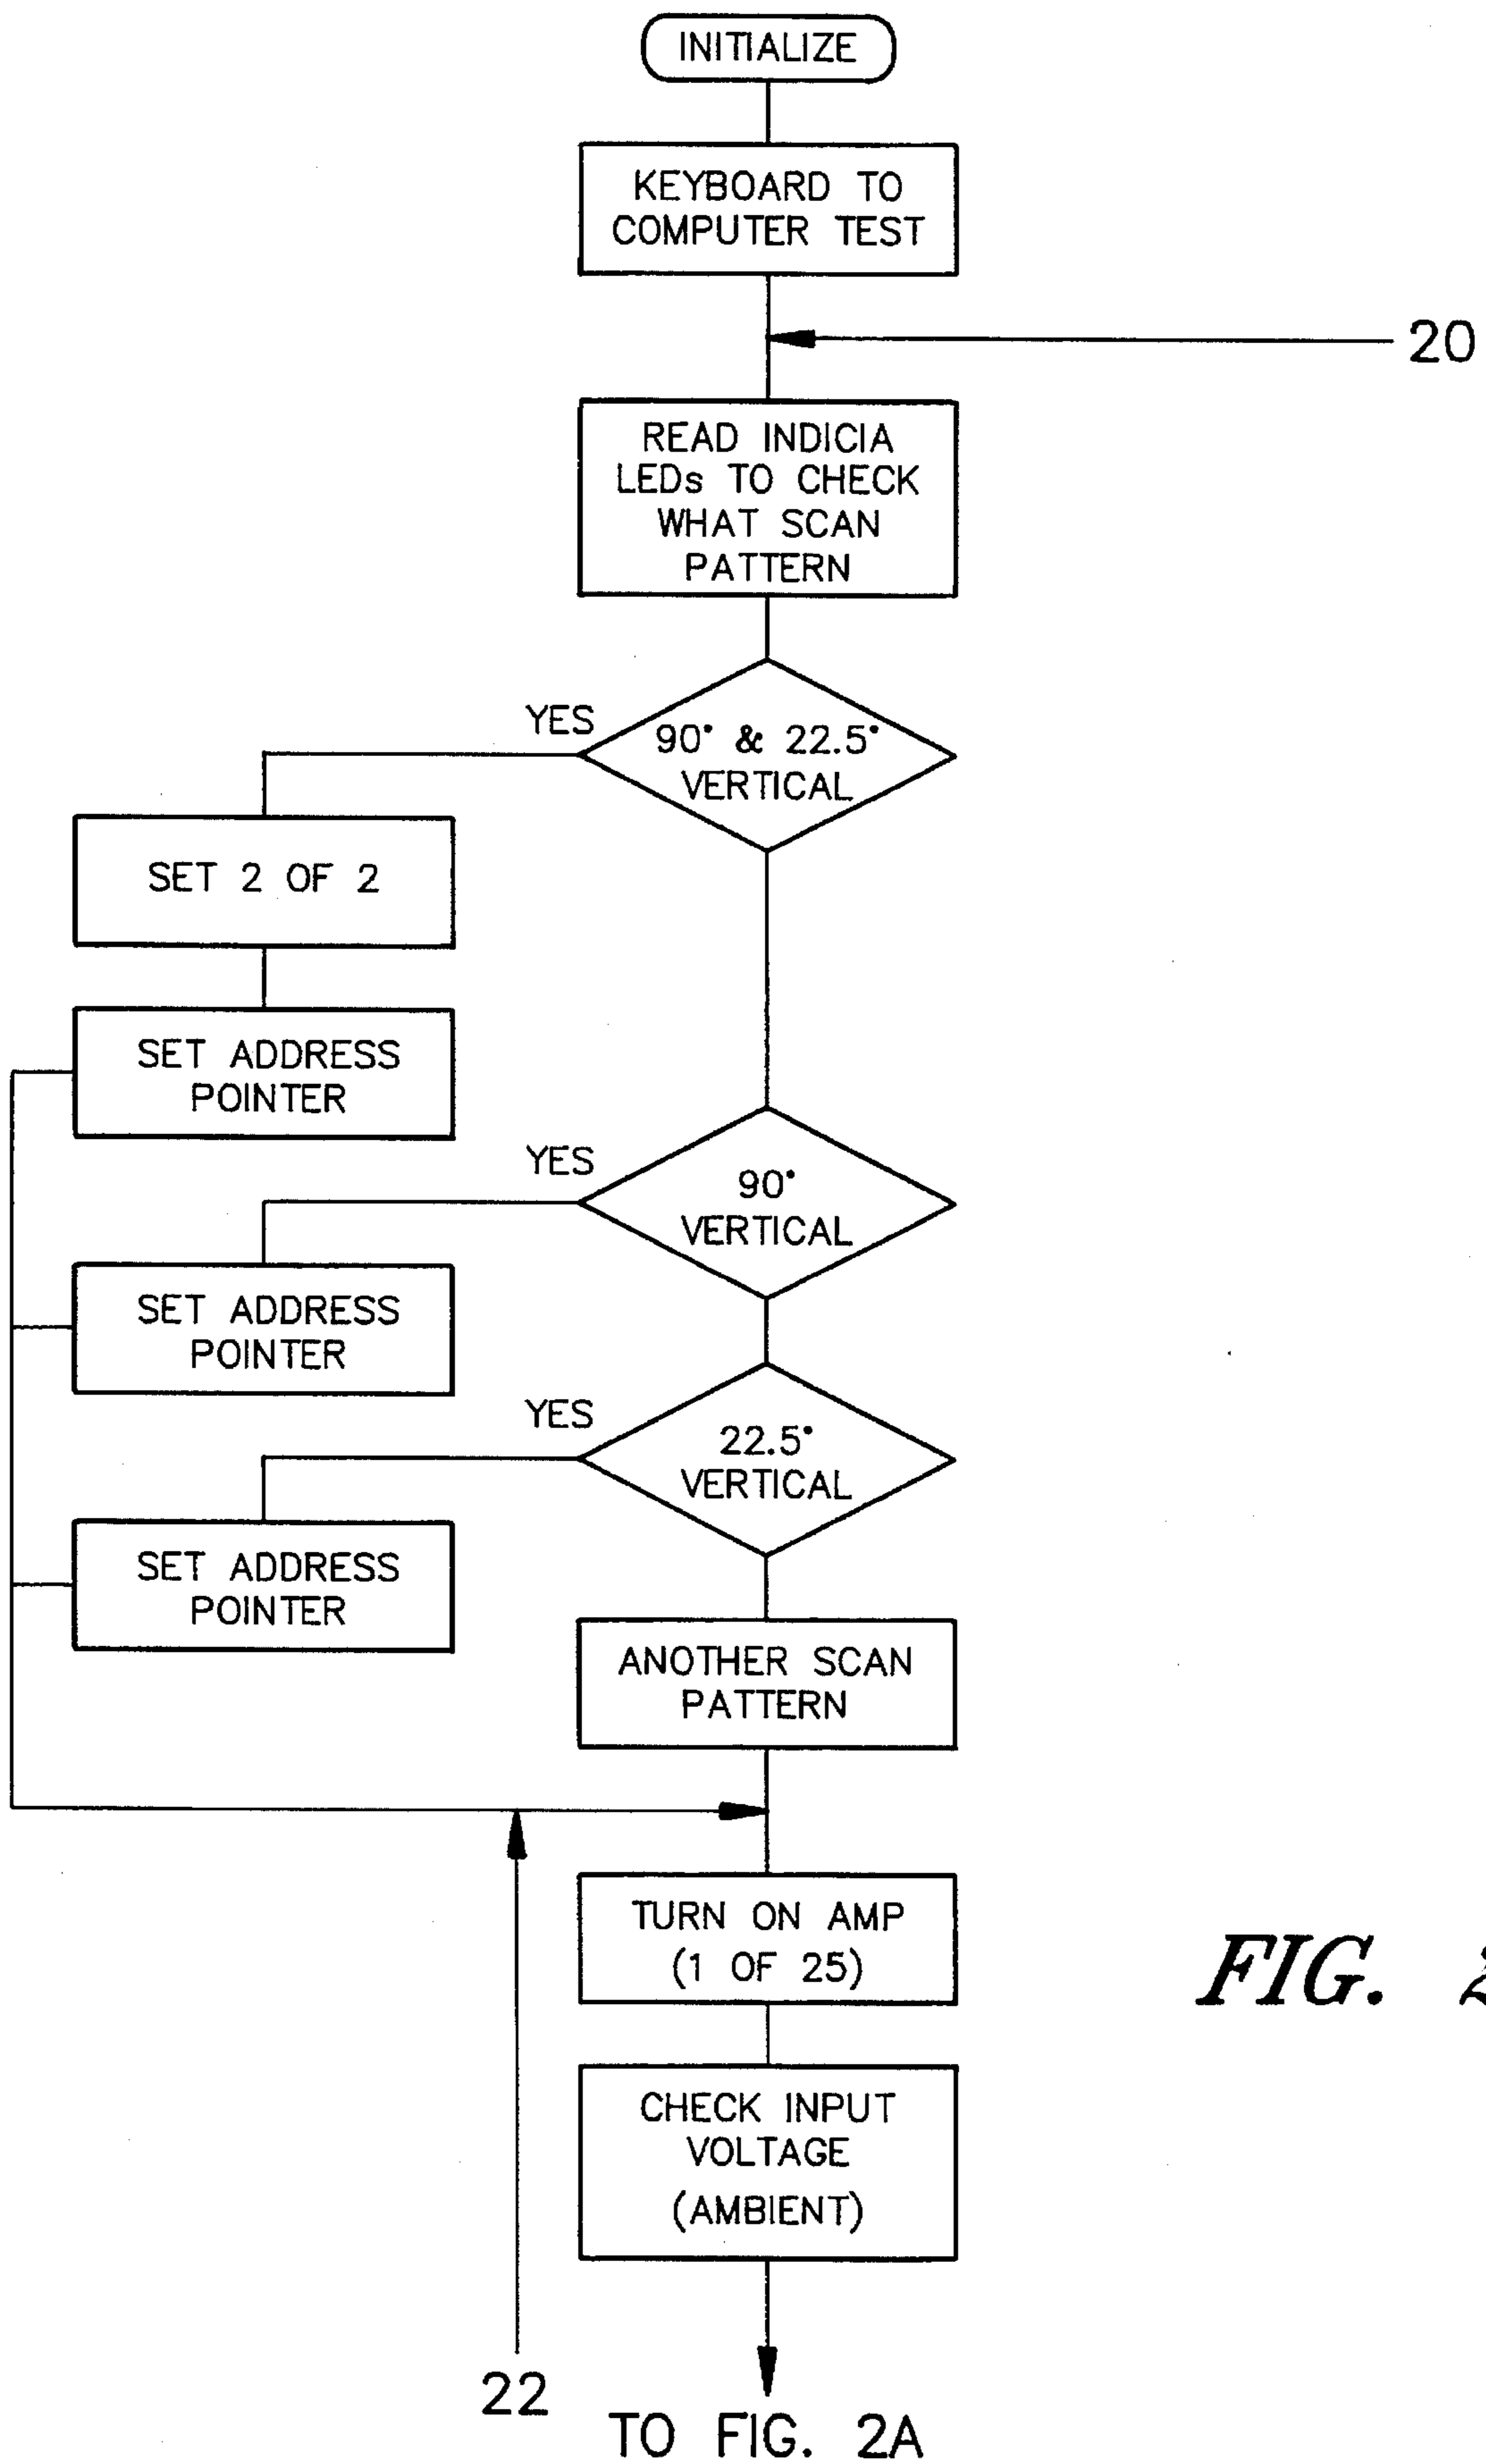 INITIALIZE
KEYBOARD TO
COMPUTER TEST
20
READ INDICIA
LEDs TO CHECK
WHAT SCAN
PATTERN
YES
90° & 22.5°
VERTICAL
SET 2 OF 2
SET ADDRESS
POINTER
YES
90°
VERTICAL
SET ADDRESS
POINTER
YES
22.5°
VERTICAL
SET ADDRESS
POINTER
ANOTHER SCAN
PATTERN
TURN ON AMP
(1 OF 25)
FIG. 2
CHECK INPUT
VOLTAGE
(AMBIENT)
22
TO FIG. 2A